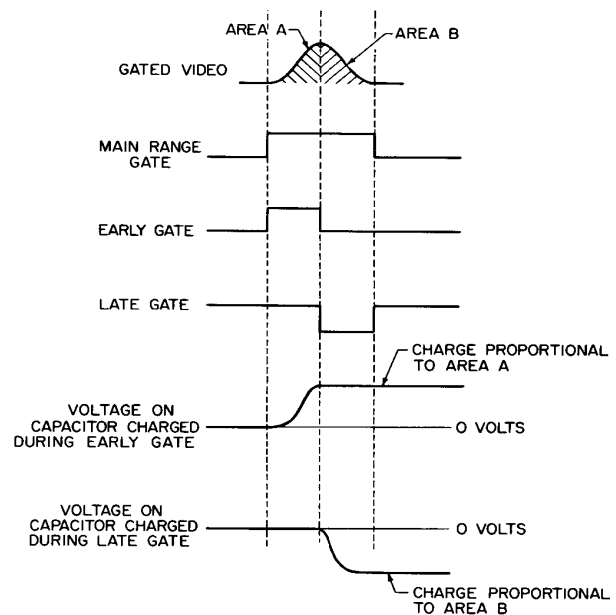 AREA A
AREA B
GATED VIDEO
MAIN RANGE
GATE
EARLY GATE
LATE GATE
CHARGE PROPORTIONAL
TO AREA A
VOLTAGE ON
CAPACITOR CHARGED
DURING EARLY GATE
O VOLTS
VOLTAGE ON
CAPACITOR CHARGED
DURING LATE GATE
O VOLTS
CHARGE PROPORTIONAL
TO AREA B